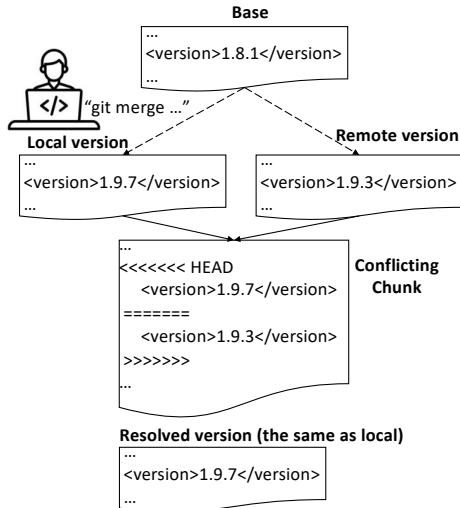 Base
...
<version>1.8.1</version>
...
</>
“git merge ...”
Local version
Remote version
...
<version>1.9.7</version>
...
...
<version>1.9.3</version>
...
...
<<<<<<< HEAD
<version>1.9.7</version>
=======
<version>1.9.3</version>
>>>>>>>
...
Conflicting
Chunk
Resolved version (the same as local)
...
<version>1.9.7</version>
...